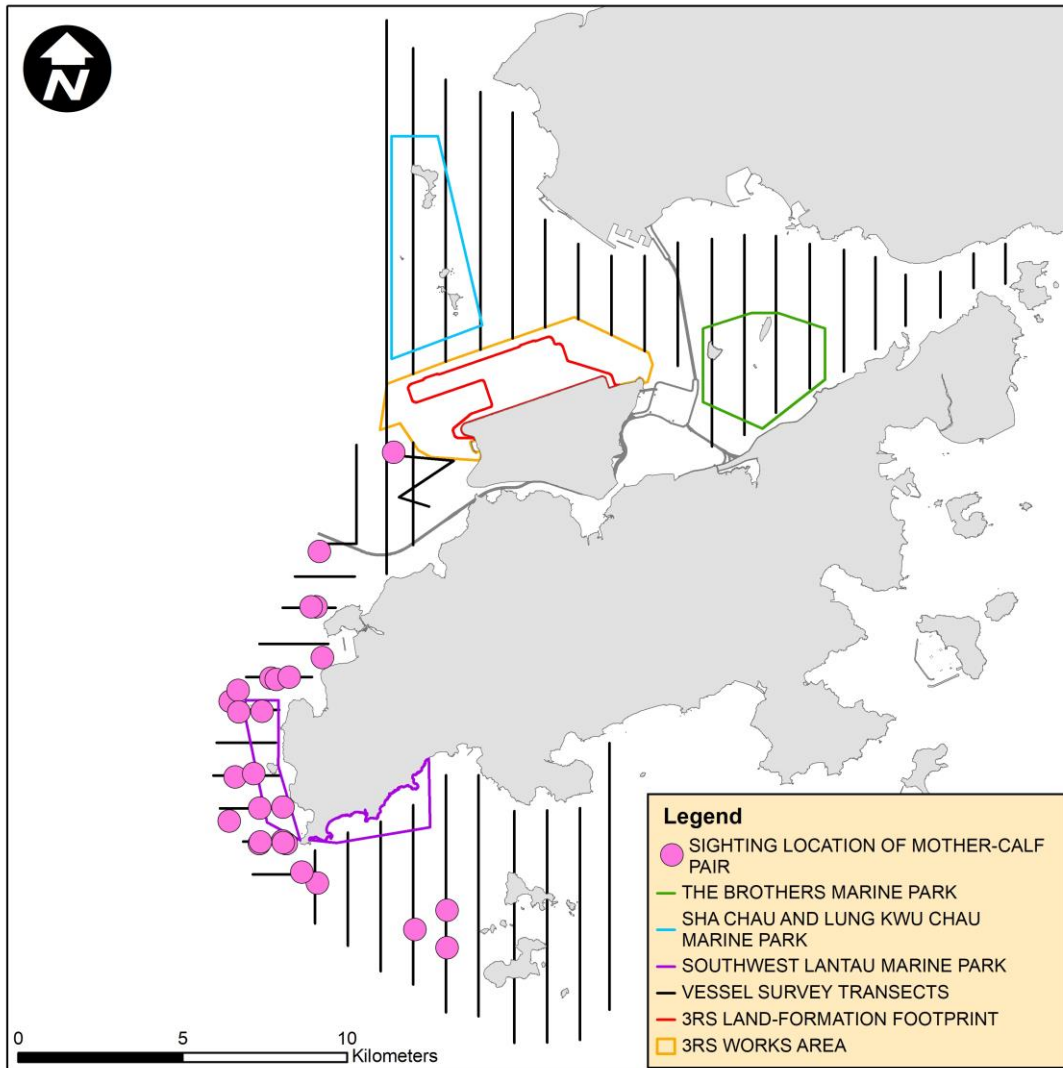 N
Legend
SIGHTING LOCATION OF MOTHER-CALF
PAIR
THE BROTHERS MARINE PARK
SHA CHAU AND LUNG KWU CHAU
MARINE PARK
SOUTHWEST LANTAU MARINE PARK
VESSEL SURVEY TRANSECTS
3RS LAND-FORMATION FOOTPRINT
3RS WORKS AREA
0 5 10
Kilometers